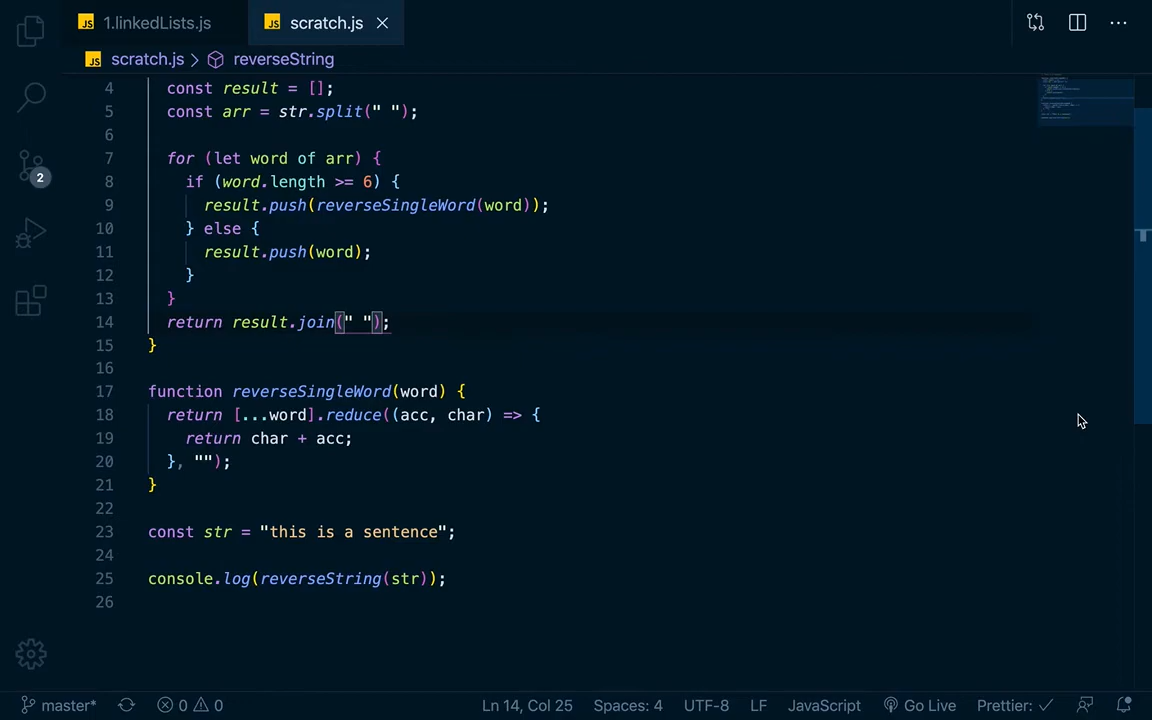 JS 1.linkedLists.js JS scratch.js
JS scratch.js > reverseString
4 const result = [];
5 const arr = str.split(" ");
6
7 for (let word of arr) {
8 if (word.length >= 6) {
9 result.push(reverseSingleWord(word));
10 } else {
11 result.push(word);
12 }
13 }
14 return result.join(" ");
15 }
16
17 function reverseSingleWord(word) {
18 return [...word].reduce((acc, char) => {
19 return char + acc;
20 }, "");
21 }
22
23 const str = "this is a sentence";
24
25 console.log(reverseString(str));
26
2
master* 0 0 Ln 14, Col 25 Spaces: 4 UTF-8 LF JavaScript Go Live Prettier: ✓